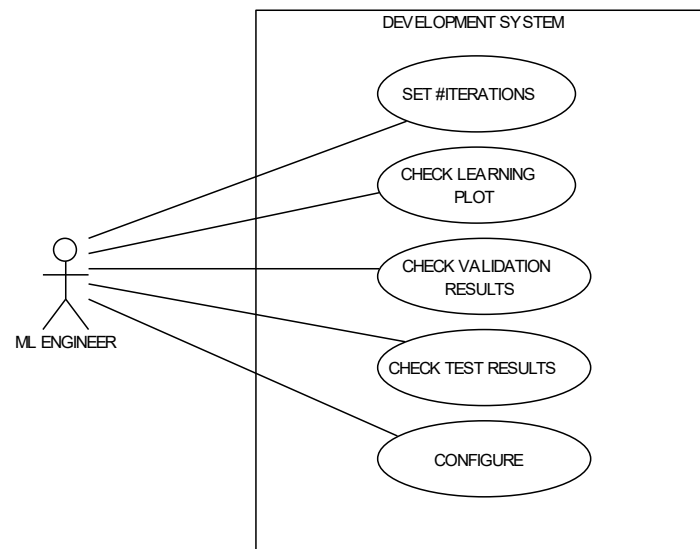 DEVELOPMENT SYSTEM
SET #ITERATIONS
CHECK LEARNING
PLOT
CHECK VALIDATION
RESULTS
ML ENGINEER
CHECK TEST RESULTS
CONFIGURE